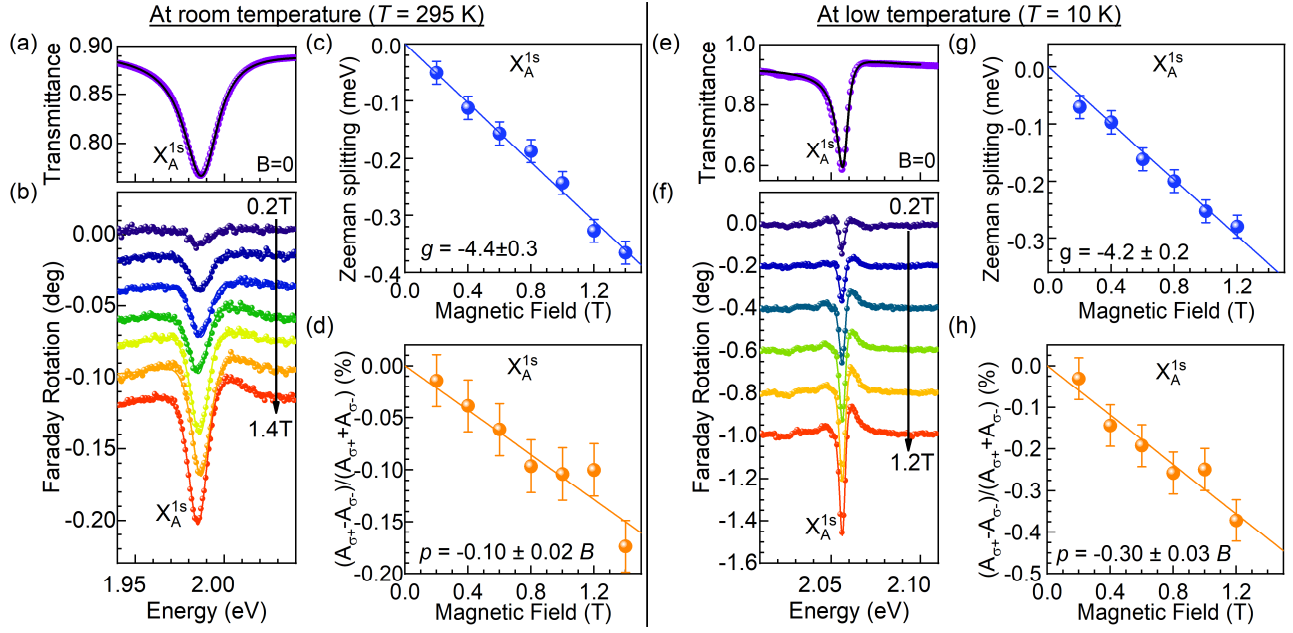 At room temperature (T = 295 K)
At low temperature (T = 10 K)
(a)
Transmittance
0.90
0.85
0.80
X_A^1s
B=0
(b)
Faraday Rotation (deg)
0.00
-0.05
-0.10
-0.15
-0.20
0.2T
1.4T
X_A^1s
1.95
2.00
Energy (eV)
(c)
Zeeman splitting (meV)
0.0
-0.1
-0.2
-0.3
-0.4
X_A^1s
g = -4.4±0.3
0.0 0.4 0.8 1.2
Magnetic Field (T)
(d)
(A_σ+-A_σ-)/(A_σ++A_σ-) (%)
0.00
-0.05
-0.10
-0.15
-0.20
X_A^1s
p = -0.10 ± 0.02 B
0.0 0.4 0.8 1.2
Magnetic Field (T)
(e)
Transmittance
1.0
0.8
0.6
X_A^1s
B=0
(f)
Faraday Rotation (deg)
0.0
-0.2
-0.4
-0.6
-0.8
-1.0
-1.2
-1.4
-1.6
0.2T
1.2T
X_A^1s
2.05
2.10
Energy (eV)
(g)
Zeeman splitting (meV)
0.0
-0.1
-0.2
-0.3
X_A^1s
g = -4.2 ± 0.2
0.0 0.4 0.8 1.2
Magnetic Field (T)
(h)
(A_σ+-A_σ-)/(A_σ++A_σ-) (%)
0.0
-0.1
-0.2
-0.3
-0.4
-0.5
X_A^1s
p = -0.30 ± 0.03 B
0.0 0.4 0.8 1.2
Magnetic Field (T)